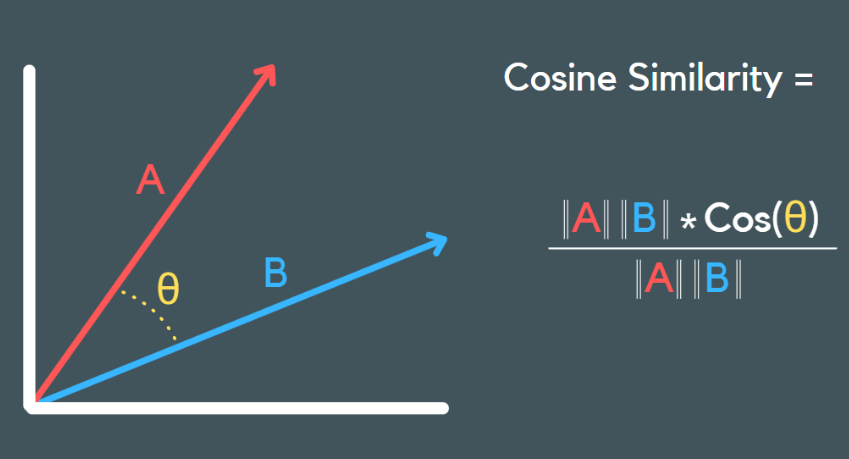 Cosine Similarity =
A
‖A‖ ‖B‖ * Cos(θ)
B
θ
‖A‖ ‖B‖